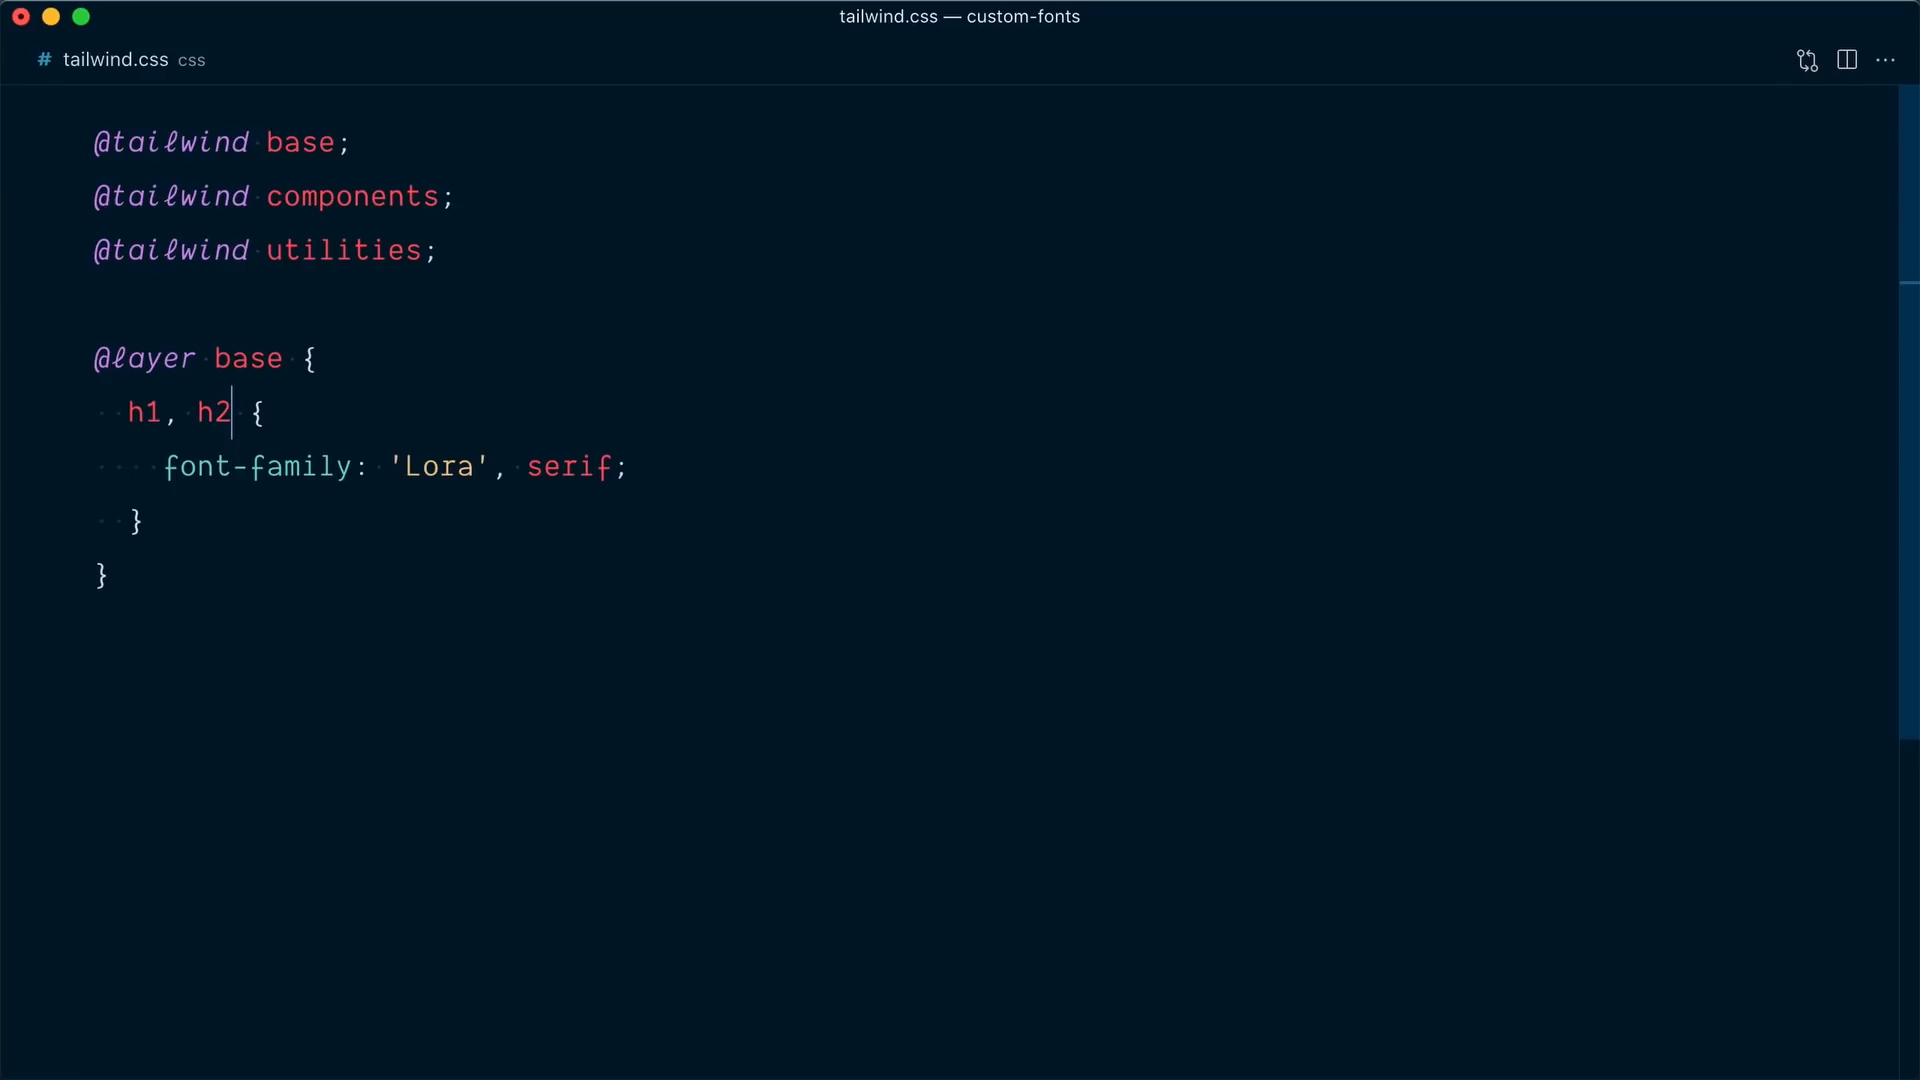 tailwind.css — custom-fonts
# tailwind.css css
@tailwind base;
@tailwind components;
@tailwind utilities;
@layer base {
  h1, h2 {
    font-family: 'Lora', serif;
  }
}